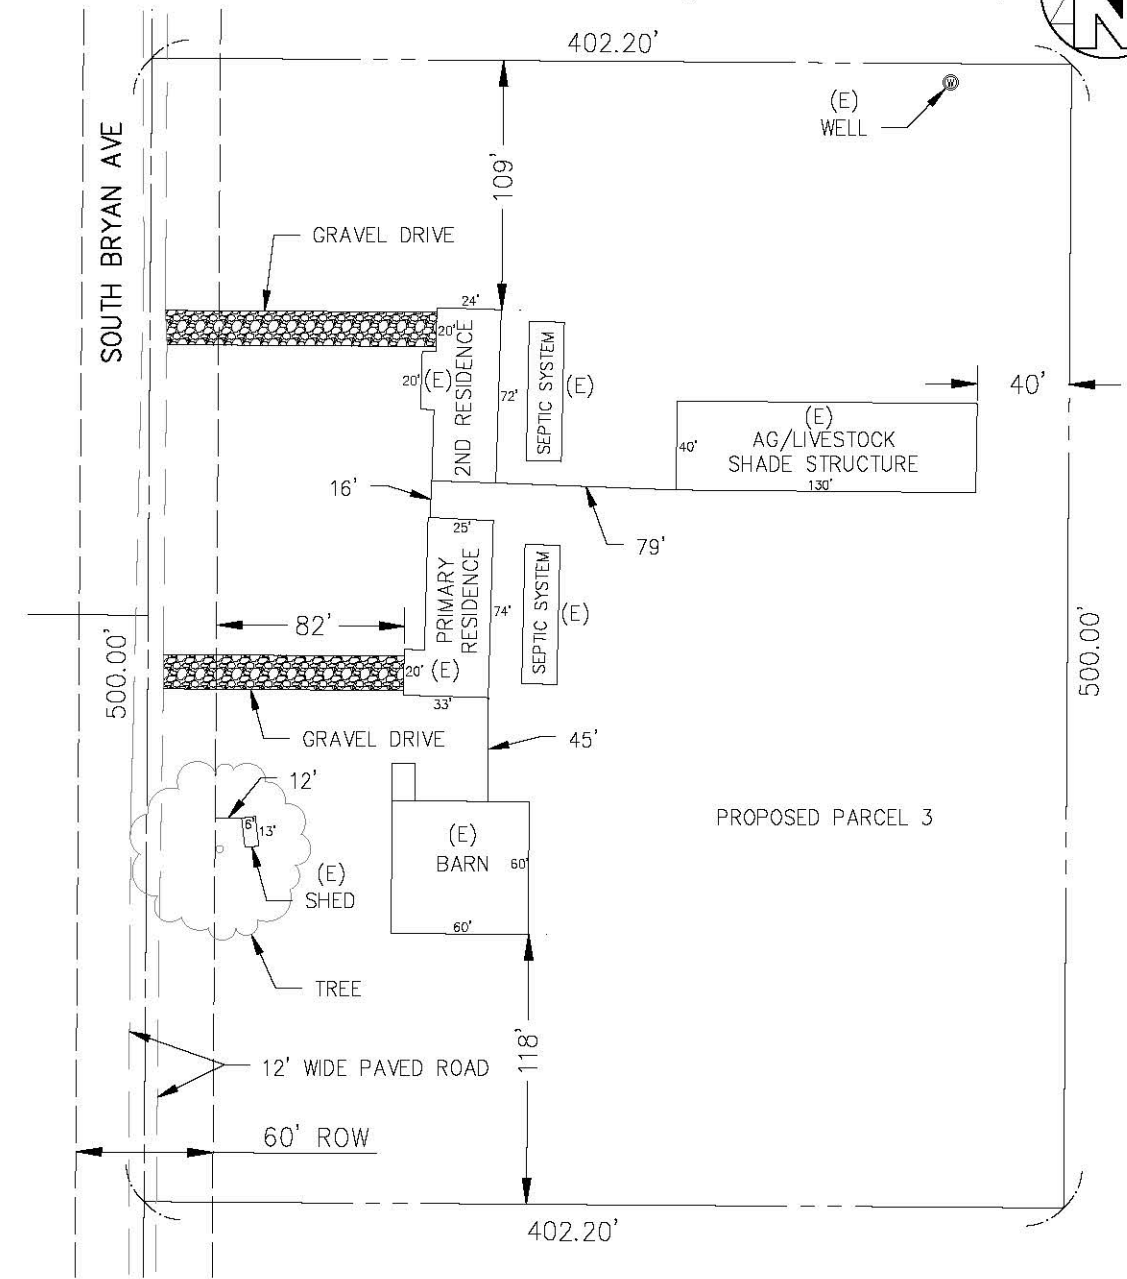 N
402.20'
(E)
WELL
W
SOUTH BRYAN AVE
109'
GRAVEL DRIVE
24'
20'
20'
(E)
2ND RESIDENCE
72'
SEPTIC SYSTEM
(E)
40'
(E)
AG/LIVESTOCK
SHADE STRUCTURE
40'
130'
16'
79'
25'
PRIMARY
RESIDENCE
74'
SEPTIC SYSTEM
(E)
82'
20'
(E)
33'
500.00'
500.00'
GRAVEL DRIVE
45'
12'
6'
13'
(E)
SHED
(E)
BARN
60'
60'
PROPOSED PARCEL 3
TREE
118'
12' WIDE PAVED ROAD
60' ROW
402.20'